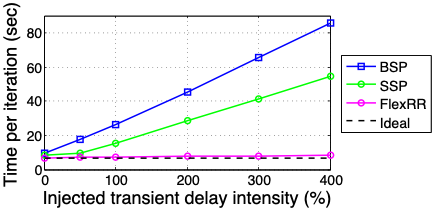 Time per iteration (sec)
80
60
40
20
0
0 100 200 300 400
Injected transient delay intensity (%)
BSP
SSP
FlexRR
Ideal